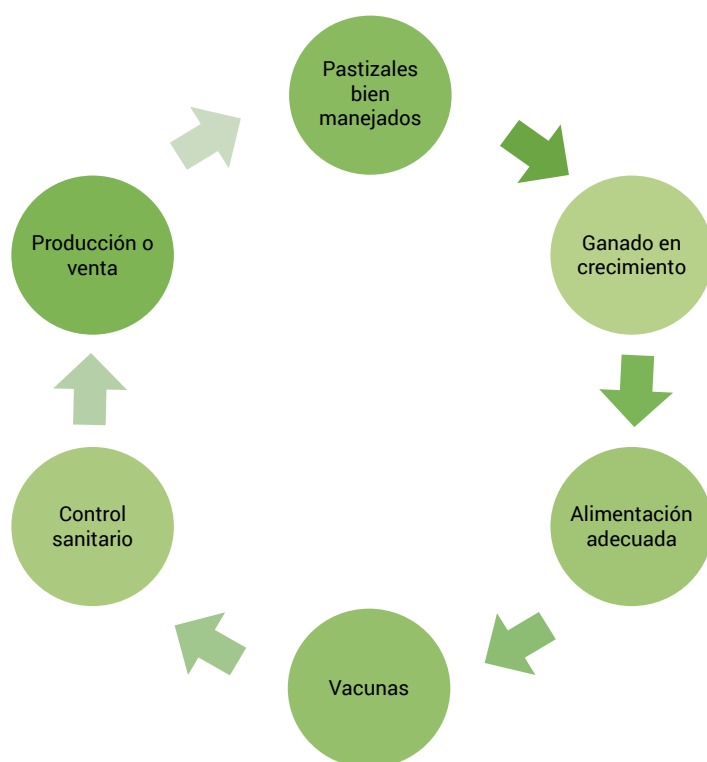 Pastizales
bien
manejados
Ganado en
crecimiento
Alimentación
adecuada
Vacunas
Control
sanitario
Producción o
venta